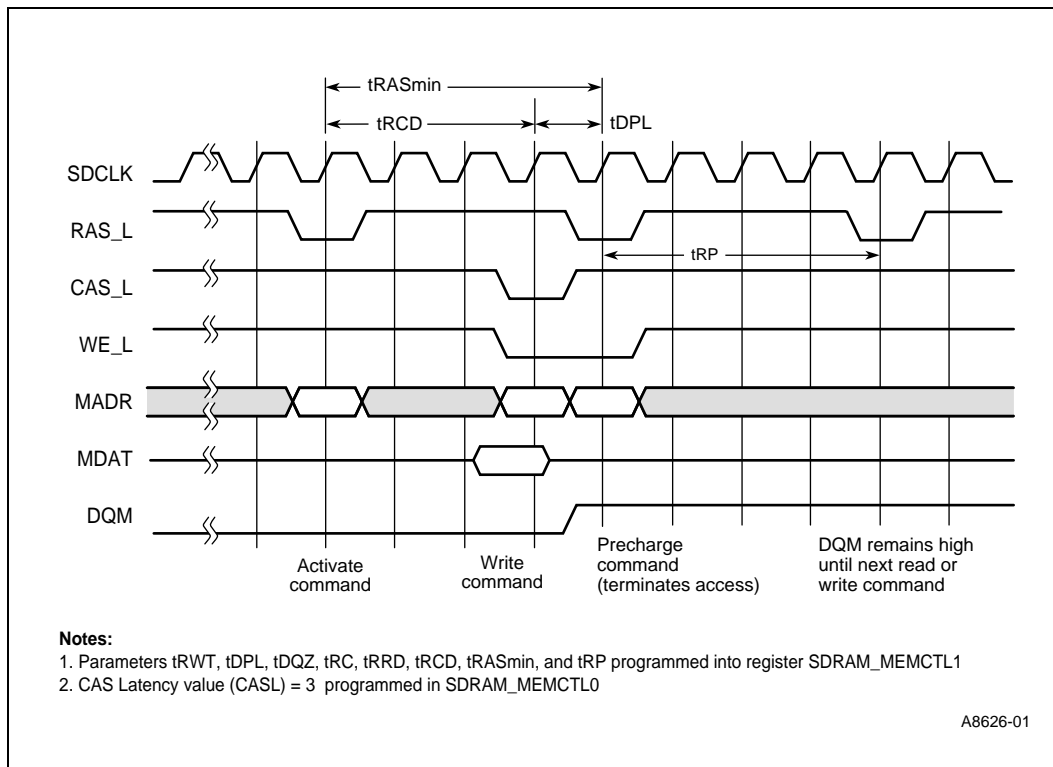 tRASmin
tRCD
tDPL
SDCLK
RAS_L
tRP
CAS_L
WE_L
MADR
MDAT
DQM
Activate
command
Write
command
Precharge
command
(terminates access)
DQM remains high
until next read or
write command
Notes:
1. Parameters tRWT, tDPL, tDQZ, tRC, tRRD, tRCD, tRASmin, and tRP programmed into register SDRAM_MEMCTL1
2. CAS Latency value (CASL) = 3 programmed in SDRAM_MEMCTL0
A8626-01